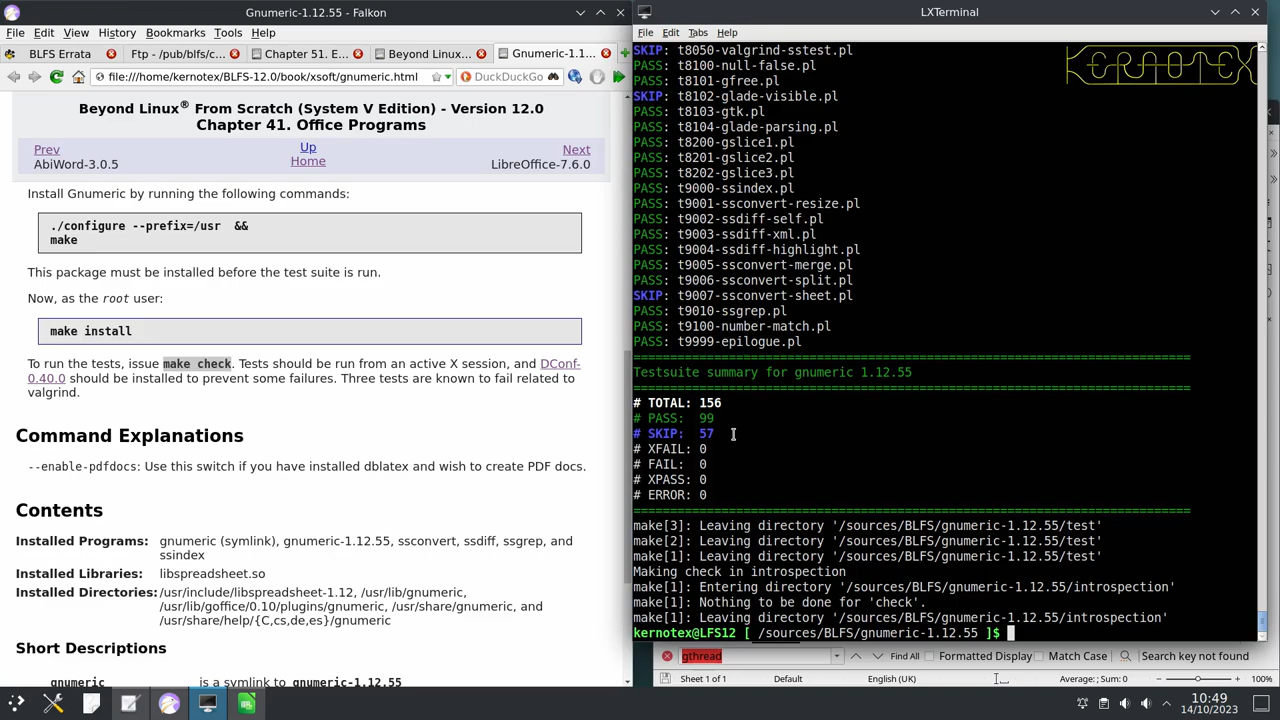 Gnumeric-1.12.55 - Falkon
File Edit View History Bookmarks Tools Help
BLFS Errata
Ftp - /pub/blfs/c...
Chapter 51. E...
Beyond Linux...
Gnumeric-1.1...
file:///home/kernotex/BLFS-12.0/book/xsoft/gnumeric.html
DuckDuckGo
Beyond Linux® From Scratch (System V Edition) - Version 12.0
Chapter 41. Office Programs
Prev Up Next
AbiWord-3.0.5 Home LibreOffice-7.6.0
Install Gnumeric by running the following commands:
./configure --prefix=/usr &&
make
This package must be installed before the test suite is run.
Now, as the root user:
make install
To run the tests, issue make check. Tests should be run from an active X session, and DConf-
0.40.0 should be installed to prevent some failures. Three tests are known to fail related to
valgrind.
Command Explanations
--enable-pdfdocs: Use this switch if you have installed dblatex and wish to create PDF docs.
Contents
Installed Programs: gnumeric (symlink), gnumeric-1.12.55, ssconvert, ssdiff, ssgrep, and
ssindex
Installed Libraries: libspreadsheet.so
Installed Directories: /usr/include/libspreadsheet-1.12, /usr/lib/gnumeric,
/usr/lib/goffice/0.10/plugins/gnumeric, /usr/share/gnumeric, and
/usr/share/help/{C,cs,de,es}/gnumeric
Short Descriptions
gnumeric is a symlink to gnumeric-1.12.55
LXTerminal
File Edit Tabs Help
KERNOTEX
SKIP: t8050-valgrind-sstest.pl
PASS: t8100-null-false.pl
PASS: t8101-gfree.pl
SKIP: t8102-glade-visible.pl
PASS: t8103-gtk.pl
PASS: t8104-glade-parsing.pl
PASS: t8200-gslice1.pl
PASS: t8201-gslice2.pl
PASS: t8202-gslice3.pl
PASS: t9000-ssindex.pl
PASS: t9001-ssconvert-resize.pl
PASS: t9002-ssdiff-self.pl
PASS: t9003-ssdiff-xml.pl
PASS: t9004-ssdiff-highlight.pl
PASS: t9005-ssconvert-merge.pl
PASS: t9006-ssconvert-split.pl
SKIP: t9007-ssconvert-sheet.pl
PASS: t9010-ssgrep.pl
PASS: t9100-number-match.pl
PASS: t9999-epilogue.pl
============================================================================
Testsuite summary for gnumeric 1.12.55
============================================================================
# TOTAL: 156
# PASS: 99
# SKIP: 57
# XFAIL: 0
# FAIL: 0
# XPASS: 0
# ERROR: 0
============================================================================
make[3]: Leaving directory '/sources/BLFS/gnumeric-1.12.55/test'
make[2]: Leaving directory '/sources/BLFS/gnumeric-1.12.55/test'
make[1]: Leaving directory '/sources/BLFS/gnumeric-1.12.55/test'
Making check in introspection
make[1]: Entering directory '/sources/BLFS/gnumeric-1.12.55/introspection'
make[1]: Nothing to be done for 'check'.
make[1]: Leaving directory '/sources/BLFS/gnumeric-1.12.55/introspection'
kernotex@LFS12 [ /sources/BLFS/gnumeric-1.12.55 ]$
gthread Find All Formatted Display Match Case Search key not found
Sheet 1 of 1 Default English (UK) Average: ; Sum: 0 100%
10:49
14/10/2023